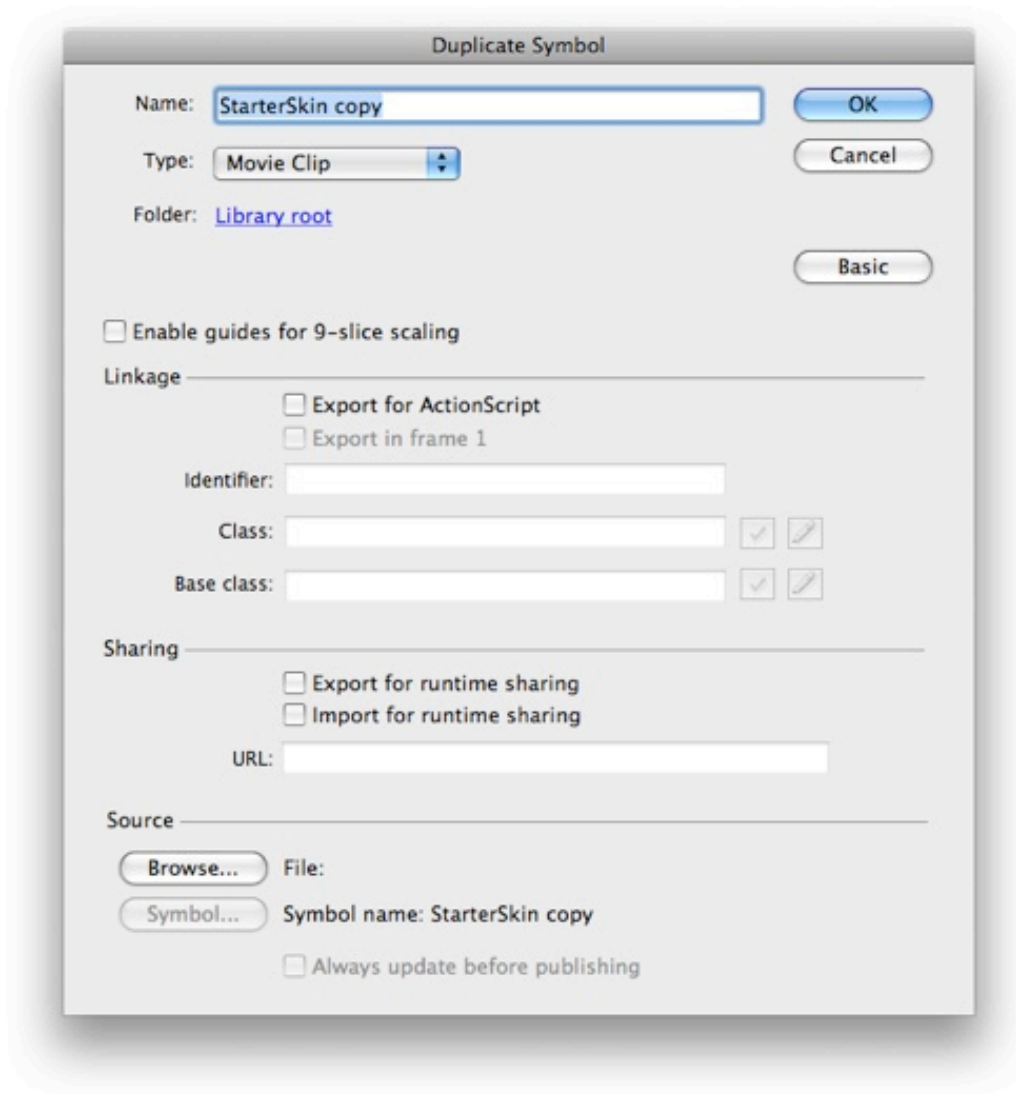 Duplicate Symbol
Name: StarterSkin copy
OK
Type: Movie Clip
Cancel
Folder: Library root
Basic
Enable guides for 9-slice scaling
Linkage
Export for ActionScript
Export in frame 1
Identifier:
Class:
Base class:
Sharing
Export for runtime sharing
Import for runtime sharing
URL:
Source
Browse... File:
Symbol... Symbol name: StarterSkin copy
Always update before publishing